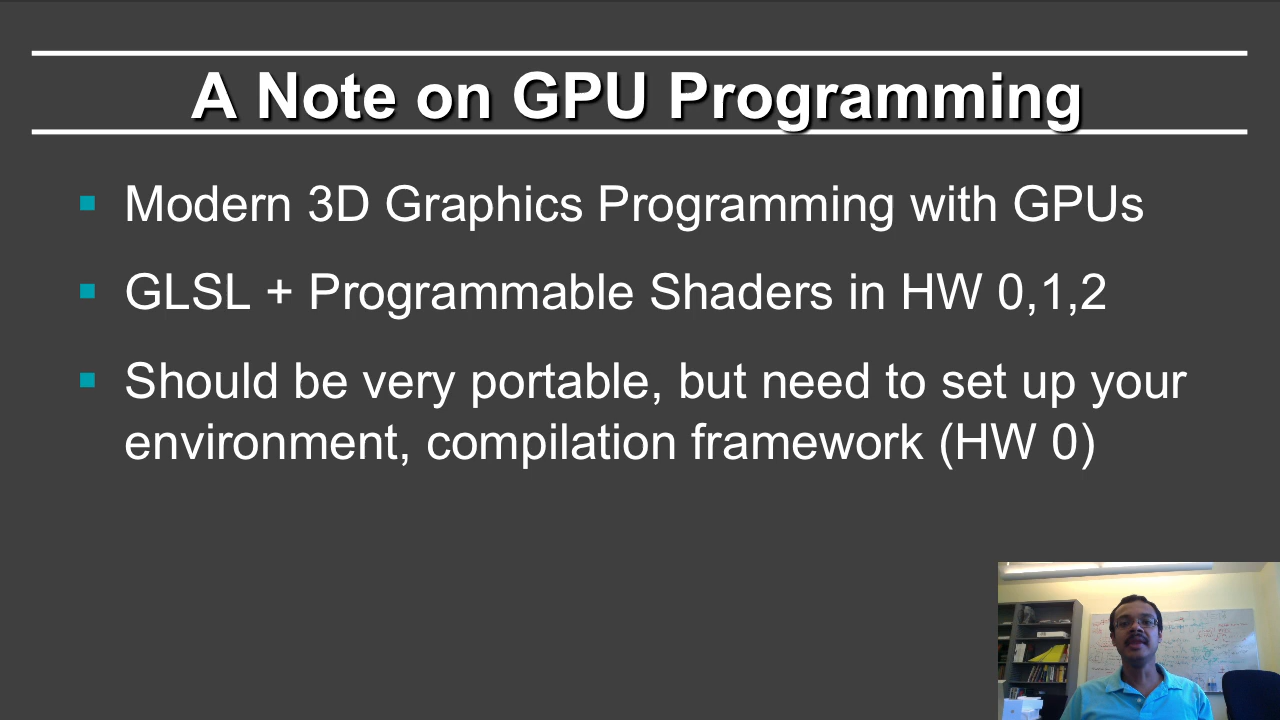 A Note on GPU Programming
Modern 3D Graphics Programming with GPUs
GLSL + Programmable Shaders in HW 0,1,2
Should be very portable, but need to set up your
environment, compilation framework (HW 0)